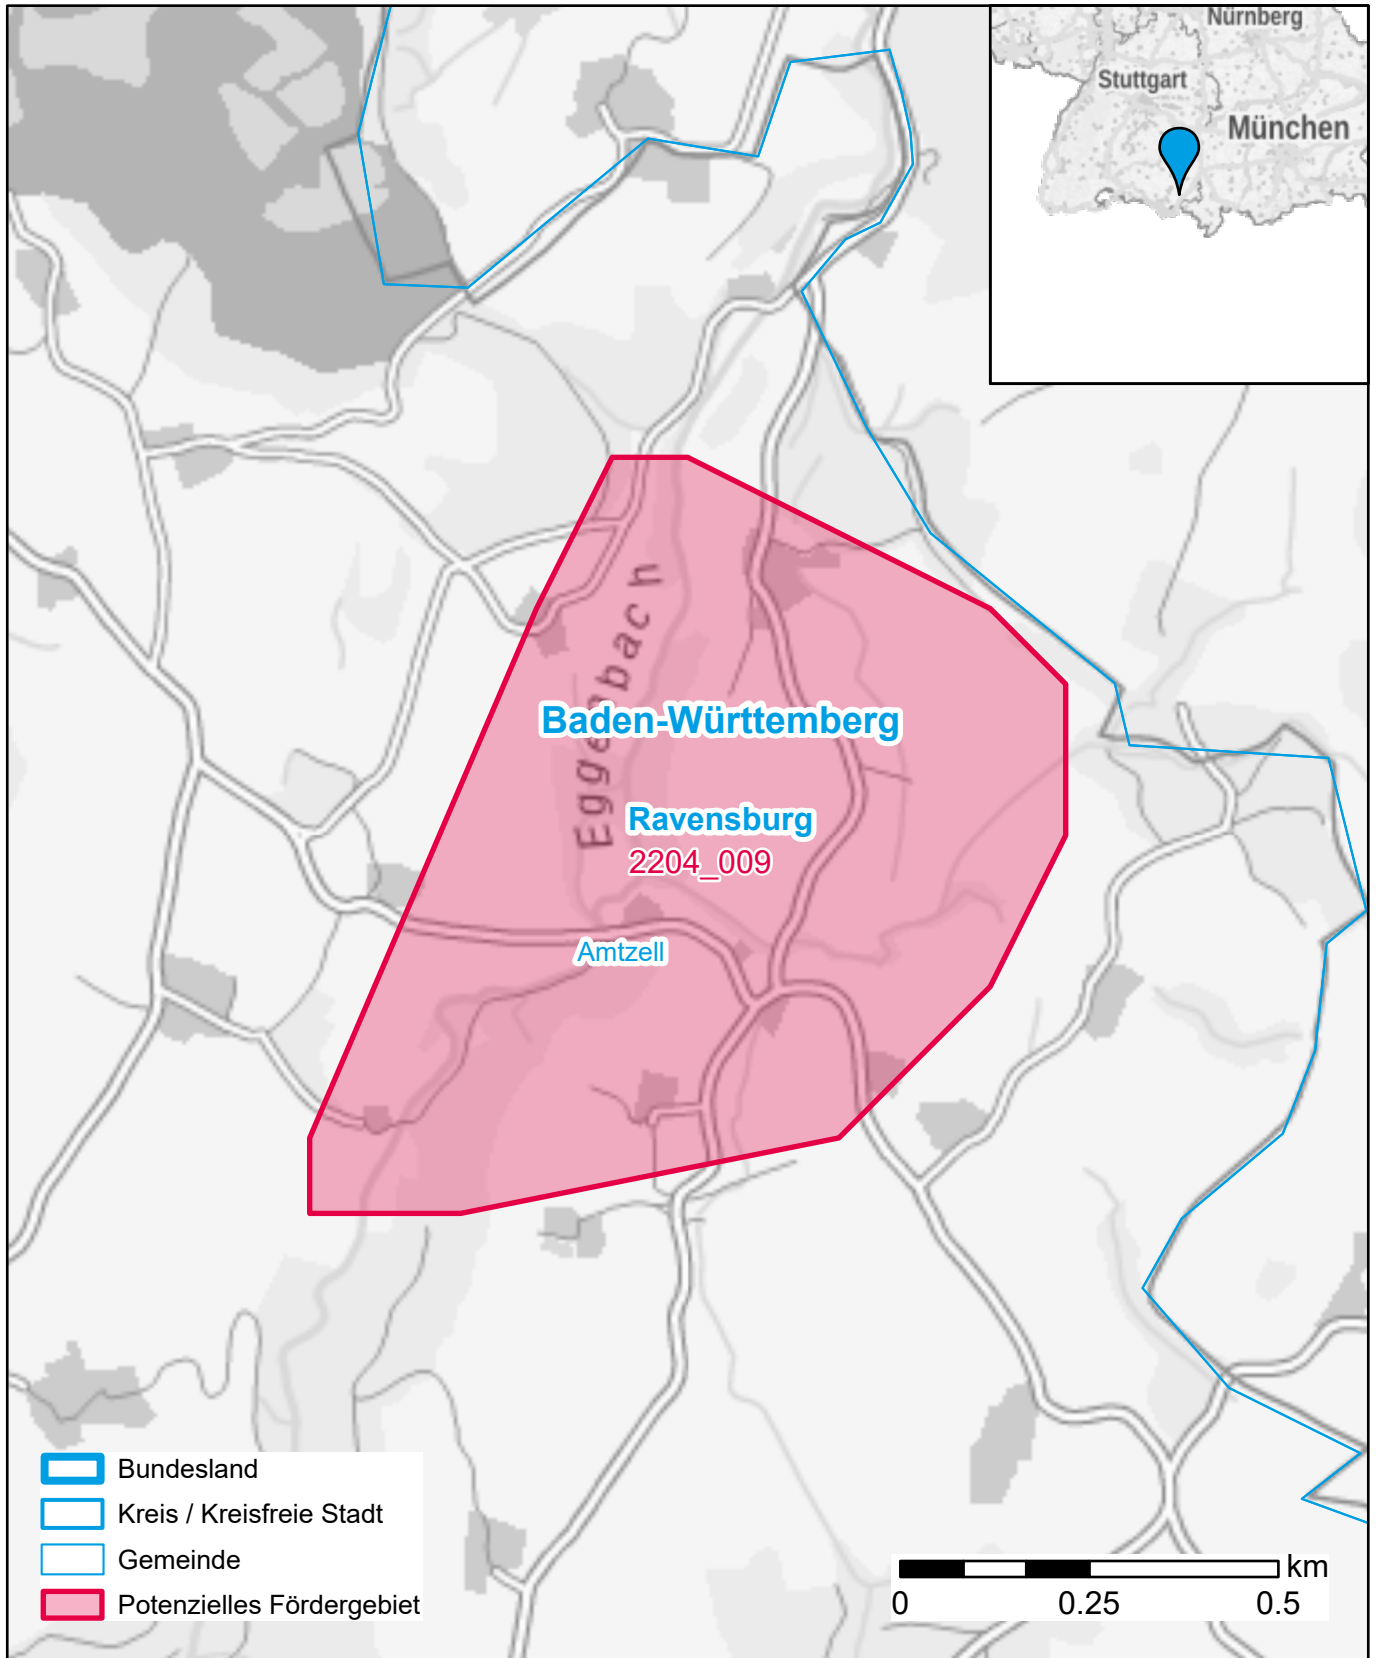 Nürnberg
Stuttgart
München
Eggenbach
Baden-Württemberg
Ravensburg
2204_009
Amtzell
Bundesland
Kreis / Kreisfreie Stadt
Gemeinde
Potenzielles Fördergebiet
km
0 0.25 0.5